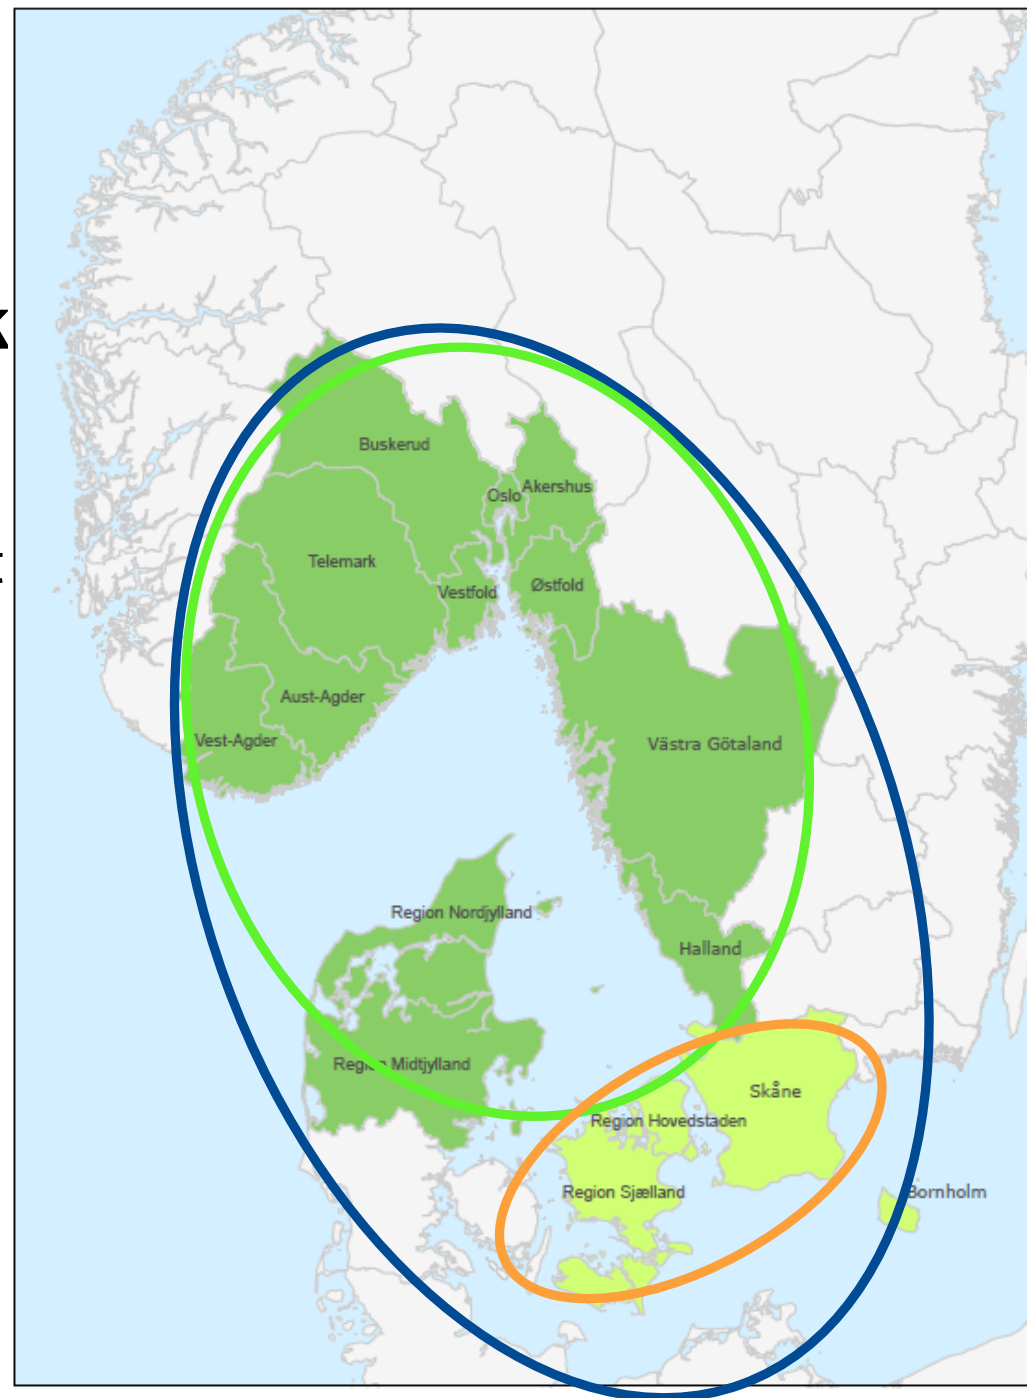 k
Buskerud
Oslo
Akershus
Telemark
Vestfold
Østfold
Aust-Agder
Vest-Agder
Västra Götaland
Region Nordjylland
Halland
Region Midtjylland
Skåne
Region Hovedstaden
Region Sjælland
Bornholm